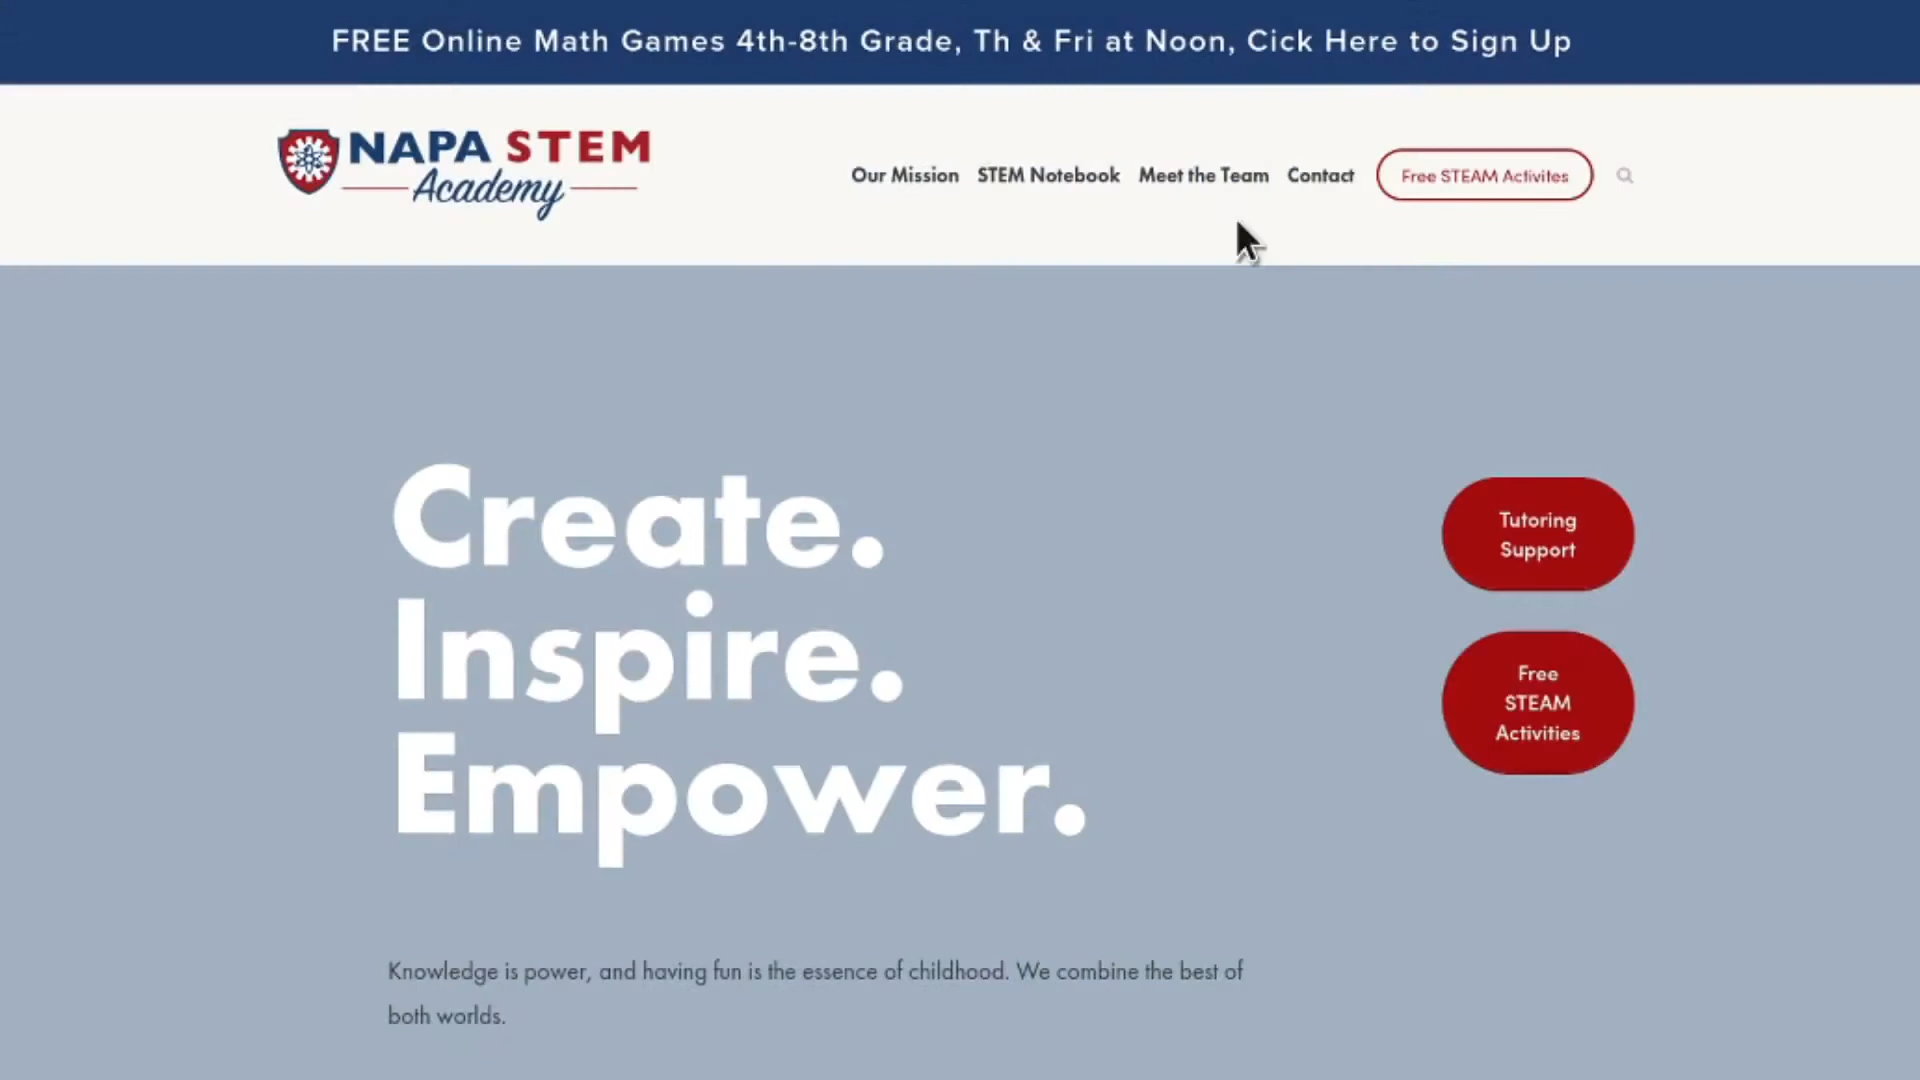 FREE Online Math Games 4th-8th Grade, Th & Fri at Noon, Cick Here to Sign Up
NAPA STEM
Academy
Our Mission STEM Notebook Meet the Team Contact Free STEAM Activites
Create.
Inspire.
Empower.
Tutoring
Support
Free
STEAM
Activities
Knowledge is power, and having fun is the essence of childhood. We combine the best of
both worlds.